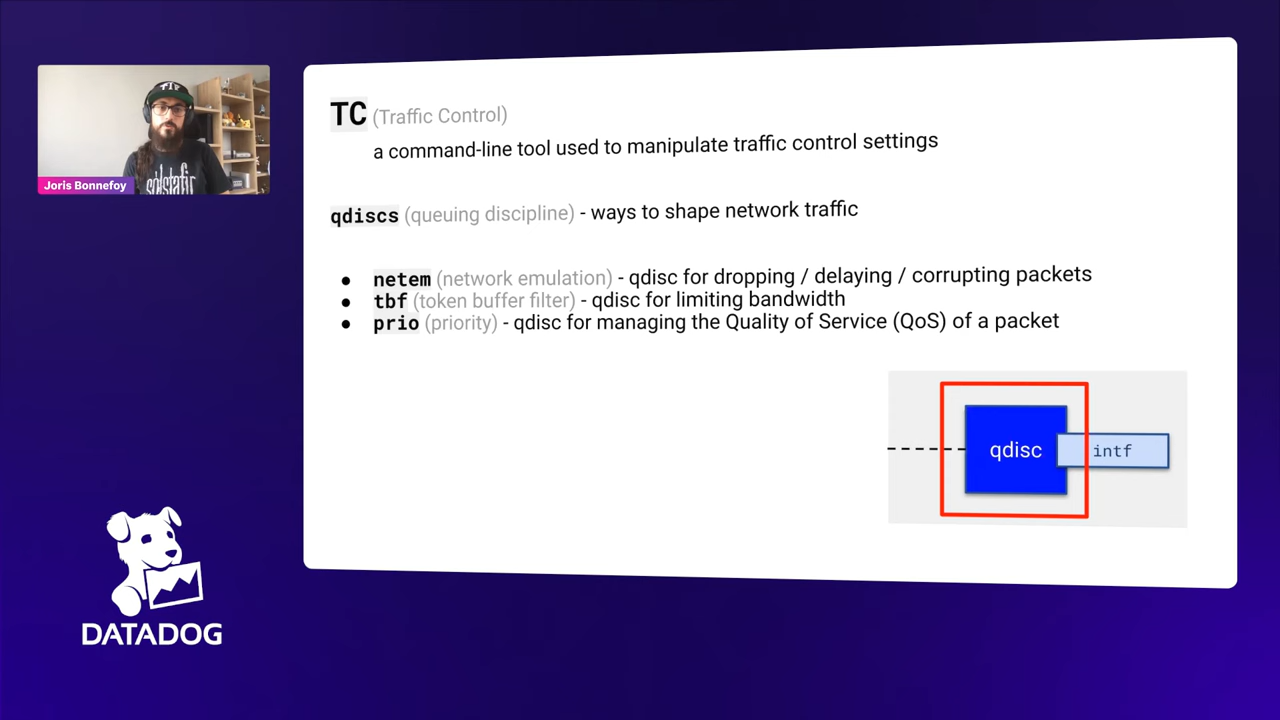 TC (Traffic Control)
a command-line tool used to manipulate traffic control settings
Joris Bonnefoy
solstafir
qdiscs (queuing discipline) - ways to shape network traffic
● netem (network emulation) - qdisc for dropping / delaying / corrupting packets
● tbf (token buffer filter) - qdisc for limiting bandwidth
● prio (priority) - qdisc for managing the Quality of Service (QoS) of a packet
qdisc
intf
DATADOG